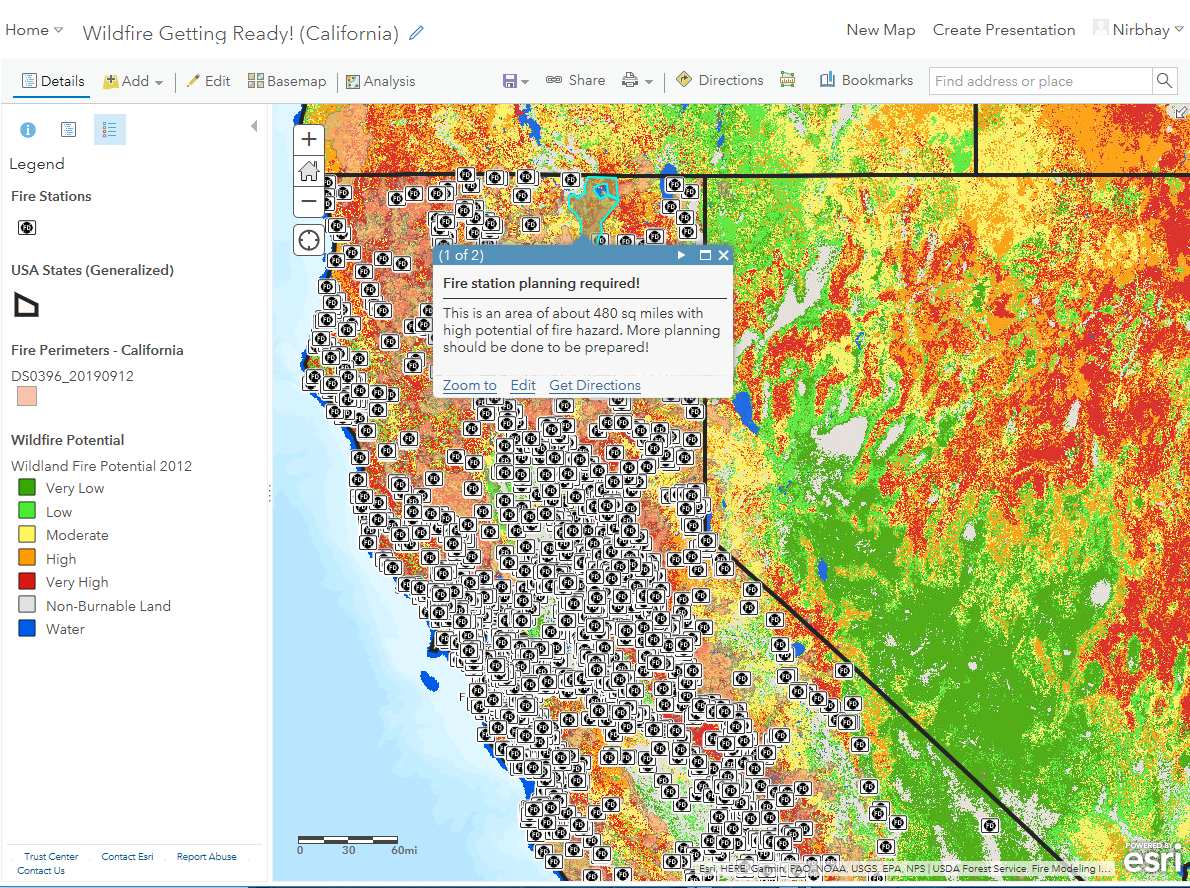 Home
Wildfire Getting Ready! (California)
New Map
Create Presentation
Nirbhay
Details
Add
Edit
Basemap
Analysis
Share
Directions
Bookmarks
Find address or place
Legend
Fire Stations
FD
USA States (Generalized)
Fire Perimeters - California
DS0396_20190912
Wildfire Potential
Wildland Fire Potential 2012
Very Low
Low
Moderate
High
Very High
Non-Burnable Land
Water
Trust Center
Contact Esri
Report Abuse
Contact Us
+
−
(1 of 2)
Fire station planning required!
This is an area of about 480 sq miles with
high potential of fire hazard. More planning
should be done to be prepared!
Zoom to
Edit
Get Directions
0 30 60mi
Esri, HERE, Garmin, FAO, NOAA, USGS, EPA, NPS | USDA Forest Service, Fire Modeling I...
POWERED BY
esri